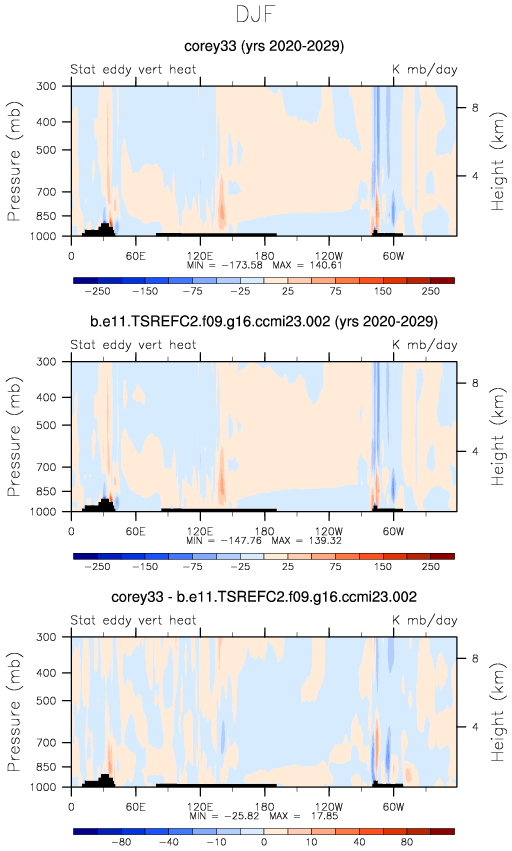 DJF
corey33 (yrs 2020-2029)
Stat eddy vert heat K mb/day
Pressure (mb)
Height (km)
300
400
500
700
850
1000
8
4
0 60E 120E 180 120W 60W
MIN = -173.58 MAX = 140.61
-250 -150 -75 -25 25 75 150 250
b.e11.TSREFC2.f09.g16.ccmi23.002 (yrs 2020-2029)
Stat eddy vert heat K mb/day
Pressure (mb)
Height (km)
300
400
500
700
850
1000
8
4
0 60E 120E 180 120W 60W
MIN = -147.76 MAX = 139.32
-250 -150 -75 -25 25 75 150 250
corey33 - b.e11.TSREFC2.f09.g16.ccmi23.002
Stat eddy vert heat K mb/day
Pressure (mb)
Height (km)
300
400
500
700
850
1000
8
4
0 60E 120E 180 120W 60W
MIN = -25.82 MAX = 17.85
-80 -40 -10 0 10 40 80